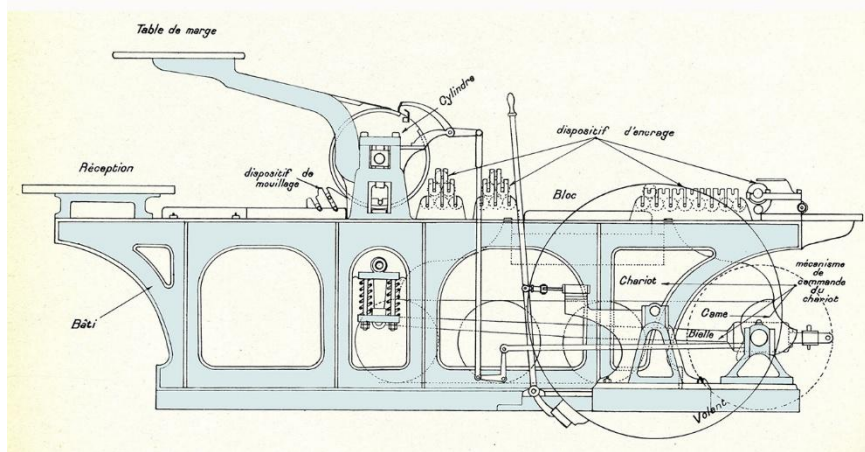 Table de marge
Cylindre
dispositif d'encrage
Réception
dispositif de
mouillage
Bloc
Chariot
mécanisme
de
commande
du
chariot
Came
Bielle
Bâti
Volant